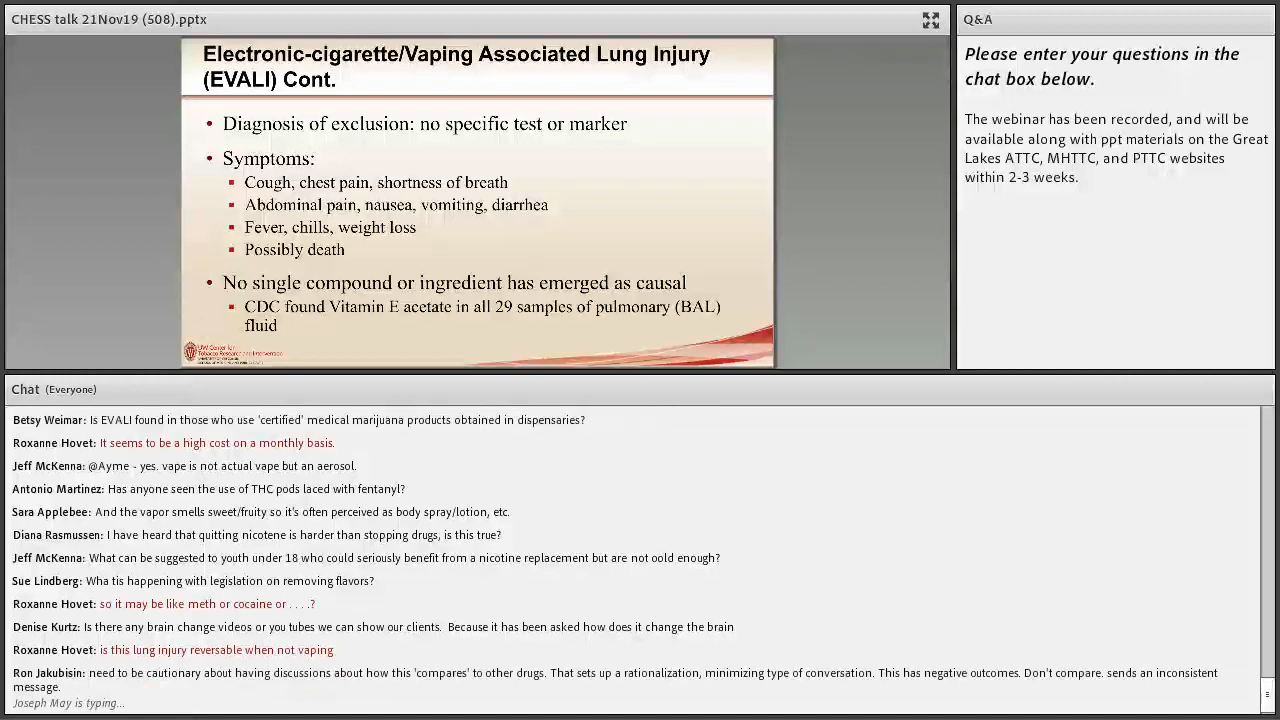 CHESS talk 21Nov19 (508).pptx
Electronic-cigarette/Vaping Associated Lung Injury
(EVALI) Cont.
• Diagnosis of exclusion: no specific test or marker
• Symptoms:
▪ Cough, chest pain, shortness of breath
▪ Abdominal pain, nausea, vomiting, diarrhea
▪ Fever, chills, weight loss
▪ Possibly death
• No single compound or ingredient has emerged as causal
▪ CDC found Vitamin E acetate in all 29 samples of pulmonary (BAL)
fluid
UW Center for
Tobacco Research and Intervention
Q&A
Please enter your questions in the
chat box below.
The webinar has been recorded, and will be
available along with ppt materials on the Great
Lakes ATTC, MHTTC, and PTTC websites
within 2-3 weeks.
Chat (Everyone)
Betsy Weimar: Is EVALI found in those who use 'certified' medical marijuana products obtained in dispensaries?
Roxanne Hovet: It seems to be a high cost on a monthly basis.
Jeff McKenna: @Ayme - yes. vape is not actual vape but an aerosol.
Antonio Martinez: Has anyone seen the use of THC pods laced with fentanyl?
Sara Applebee: And the vapor smells sweet/fruity so it's often perceived as body spray/lotion, etc.
Diana Rasmussen: I have heard that quitting nicotene is harder than stopping drugs, is this true?
Jeff McKenna: What can be suggested to youth under 18 who could seriously benefit from a nicotine replacement but are not oold enough?
Sue Lindberg: Wha tis happening with legislation on removing flavors?
Roxanne Hovet: so it may be like meth or cocaine or . . . .?
Denise Kurtz: Is there any brain change videos or you tubes we can show our clients.  Because it has been asked how does it change the brain
Roxanne Hovet: is this lung injury reversable when not vaping
Ron Jakubisin: need to be cautionary about having discussions about how this 'compares' to other drugs. That sets up a rationalization, minimizing type of conversation. This has negative outcomes. Don't compare. sends an inconsistent
message.
Joseph May is typing...